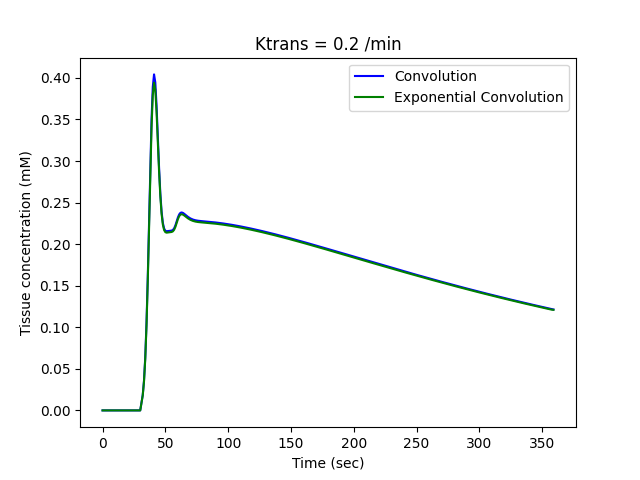 Ktrans = 0.2 /min
Convolution
Exponential Convolution
Tissue concentration (mM)
0.40
0.35
0.30
0.25
0.20
0.15
0.10
0.05
0.00
0 50 100 150 200 250 300 350
Time (sec)